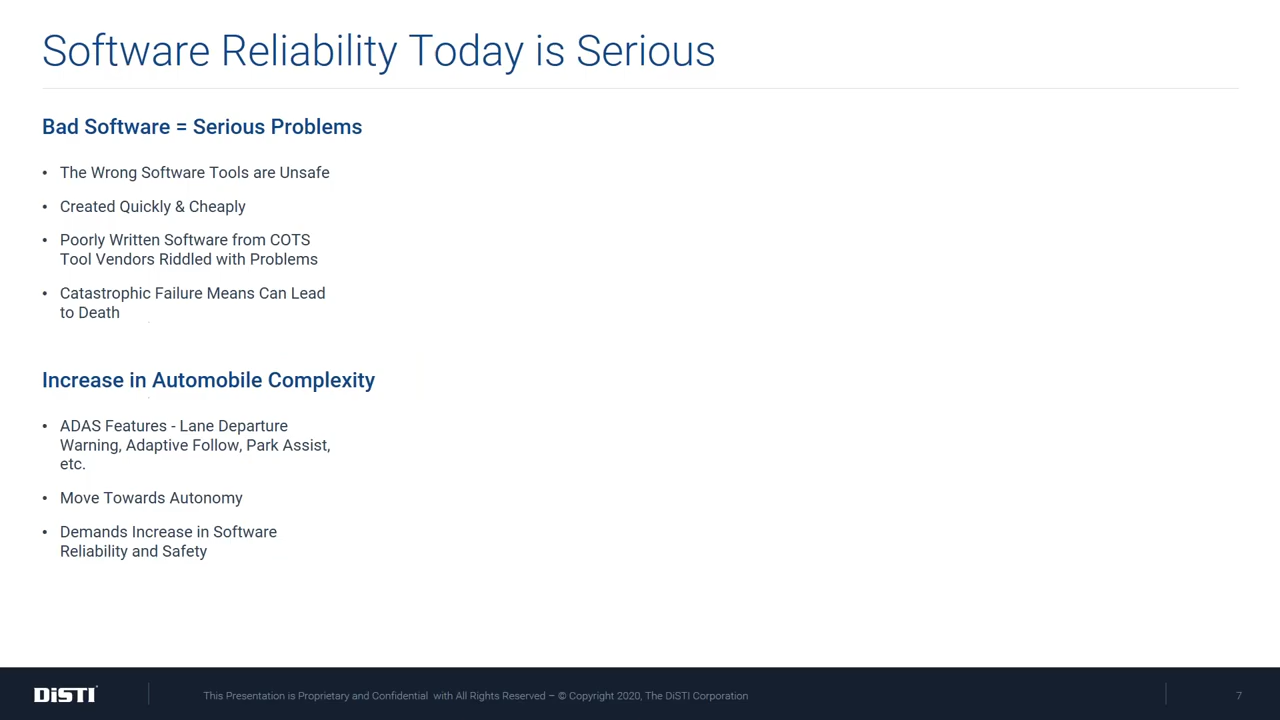 Software Reliability Today is Serious
Bad Software = Serious Problems
• The Wrong Software Tools are Unsafe
• Created Quickly & Cheaply
• Poorly Written Software from COTS
Tool Vendors Riddled with Problems
• Catastrophic Failure Means Can Lead
to Death
Increase in Automobile Complexity
• ADAS Features - Lane Departure
Warning, Adaptive Follow, Park Assist,
etc.
• Move Towards Autonomy
• Demands Increase in Software
Reliability and Safety
DiSTI
This Presentation is Proprietary and Confidential with All Rights Reserved – © Copyright 2020, The DiSTI Corporation
7